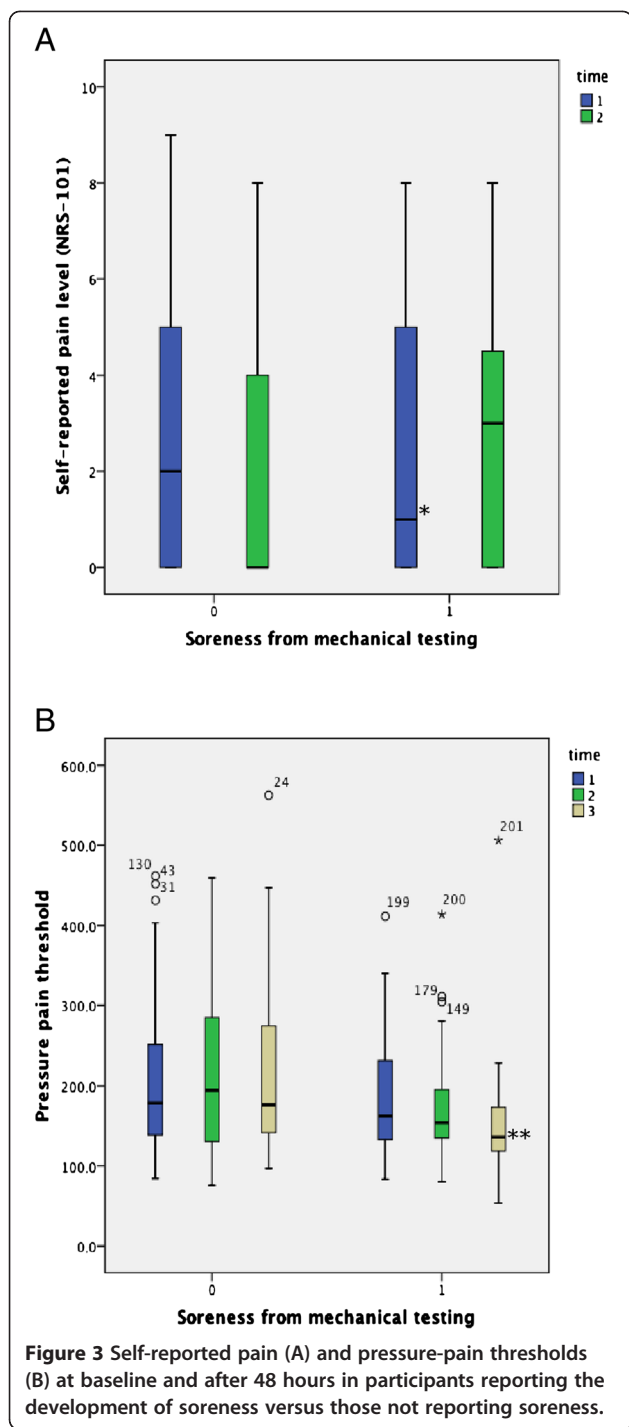 A
time
1
2
10
8
6
4
2
0
Self-reported pain level (NRS-101)
*
0 1
Soreness from mechanical testing
B
time
1
2
3
600.0
500.0
400.0
300.0
200.0
100.0
0.0
Pressure pain threshold
24
130 43
31
201
199
200
179
149
**
0 1
Soreness from mechanical testing
Figure 3 Self-reported pain (A) and pressure-pain thresholds
(B) at baseline and after 48 hours in participants reporting the
development of soreness versus those not reporting soreness.